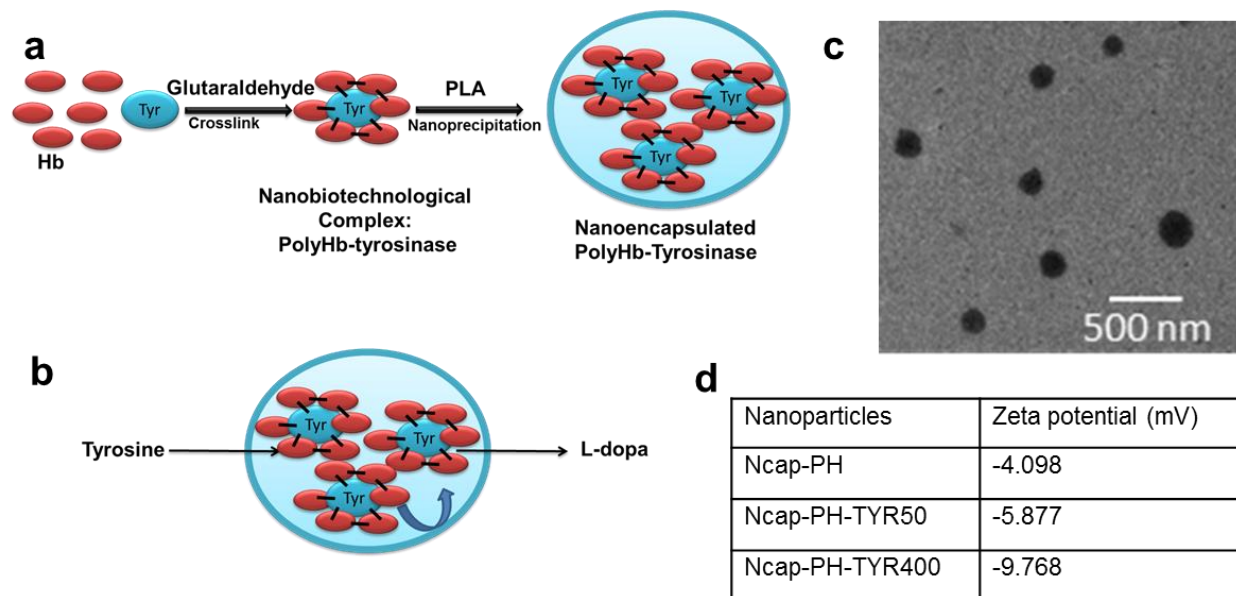 a
Glutaraldehyde
Crosslink
Hb
Tyr
Tyr
Nanobiotechnological
Complex:
PolyHb-tyrosinase
PLA
Nanoprecipitation
Tyr
Tyr
Tyr
Nanoencapsulated
PolyHb-Tyrosinase
b
Tyrosine
Tyr
Tyr
Tyr
L-dopa
c
500 nm
d
Nanoparticles Zeta potential (mV)
Ncap-PH -4.098
Ncap-PH-TYR50 -5.877
Ncap-PH-TYR400 -9.768